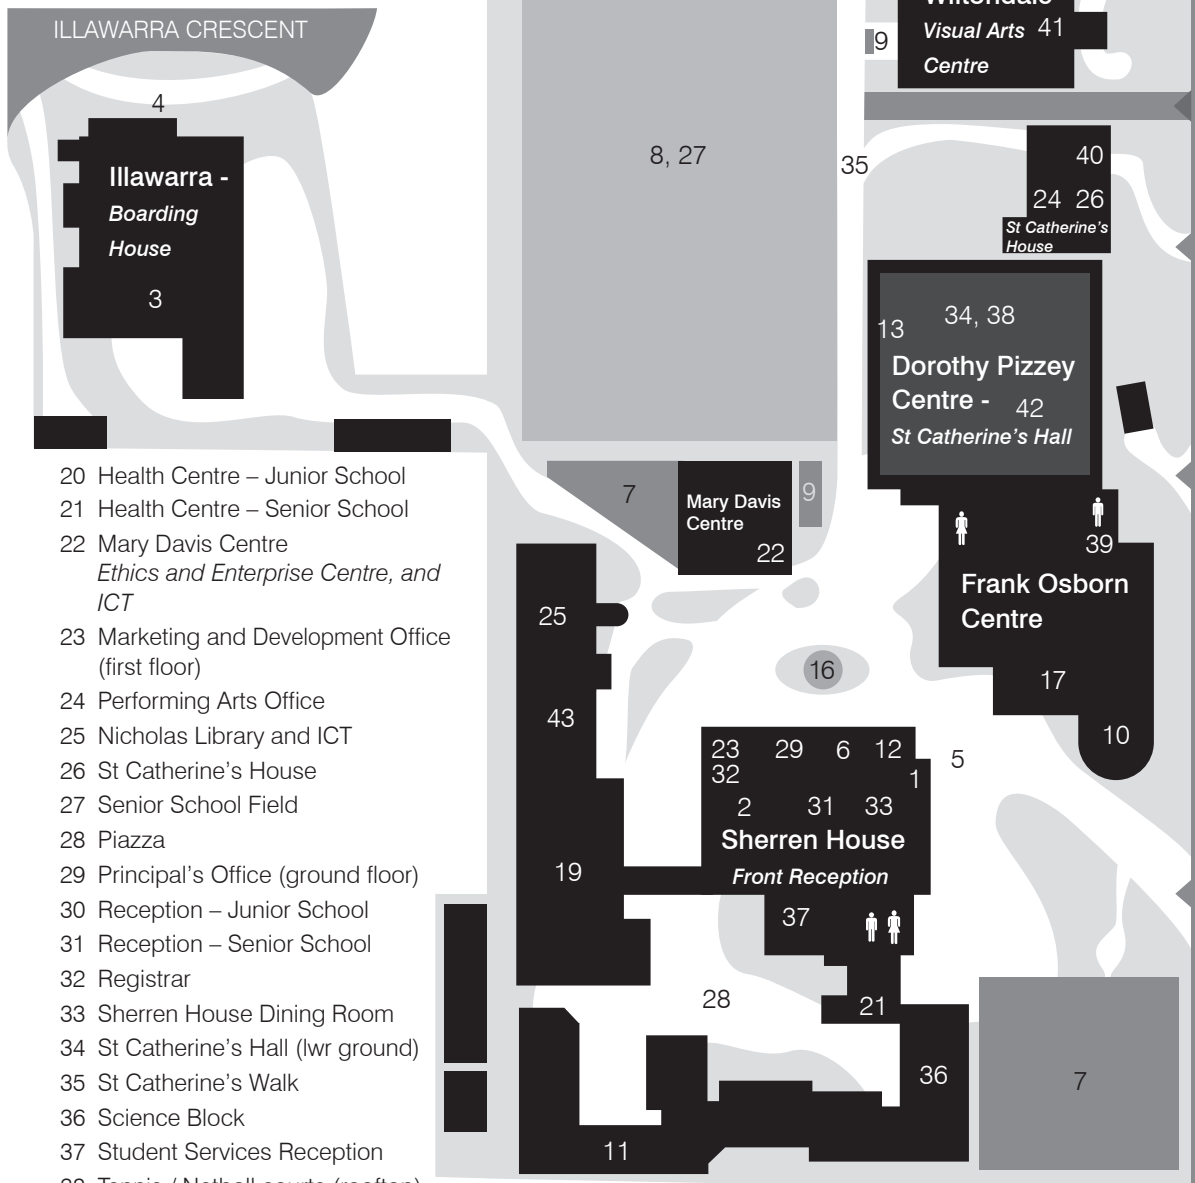 ILLAWARRA CRESCENT
4
Illawarra -
Boarding
House
3
8, 27
35
9
Visual Arts 41
Centre
40
24 26
St Catherine's
House
13 34, 38
Dorothy Pizzey
Centre - 42
St Catherine's Hall
7
Mary Davis
Centre
22
9
39
Frank Osborn
Centre
17
10
25
43
19
16
5
23 29 6 12
32 1
2 31 33
Sherren House
Front Reception
37
21
28
36
11
7
20 Health Centre – Junior School
21 Health Centre – Senior School
22 Mary Davis Centre
Ethics and Enterprise Centre, and
ICT
23 Marketing and Development Office
(first floor)
24 Performing Arts Office
25 Nicholas Library and ICT
26 St Catherine's House
27 Senior School Field
28 Piazza
29 Principal's Office (ground floor)
30 Reception – Junior School
31 Reception – Senior School
32 Registrar
33 Sherren House Dining Room
34 St Catherine's Hall (lwr ground)
35 St Catherine's Walk
36 Science Block
37 Student Services Reception